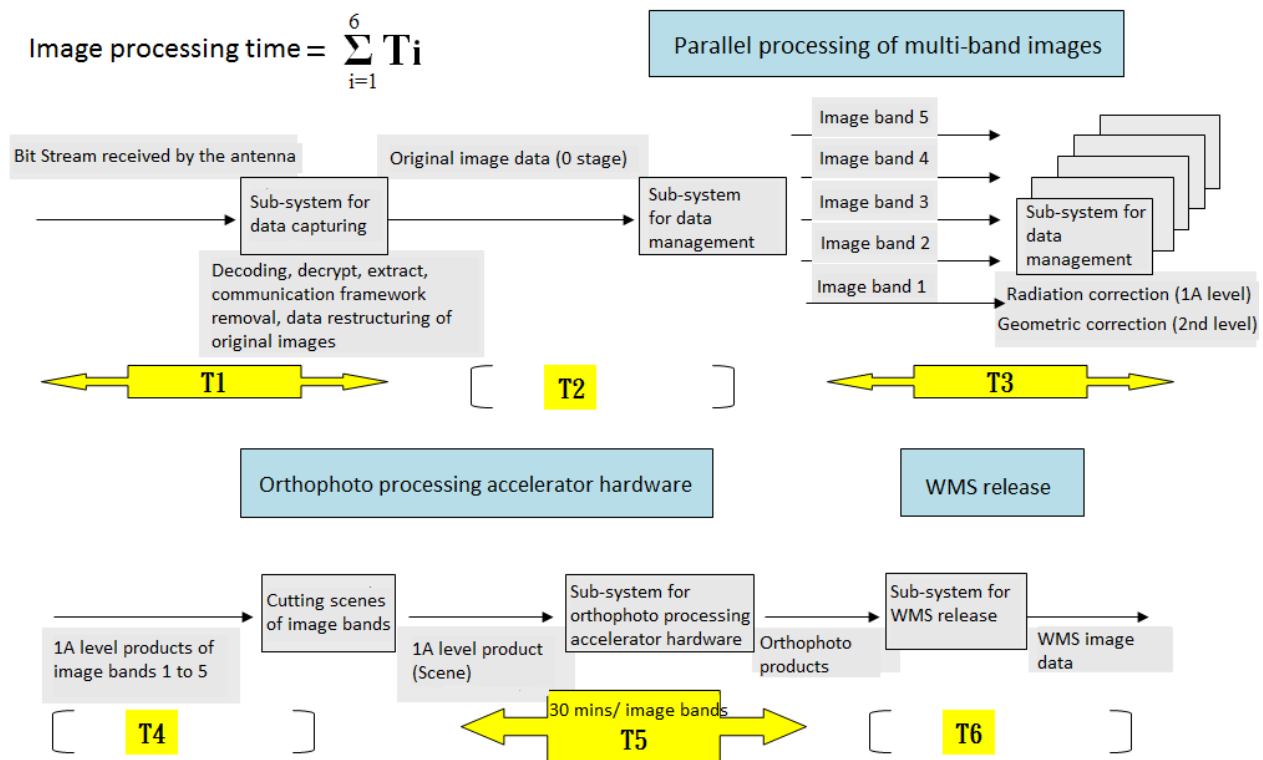 Image processing time = 6 Σ i=1 Ti
Parallel processing of multi-band images
Bit Stream received by the antenna
Sub-system for
data capturing
Decoding, decrypt, extract,
communication framework
removal, data restructuring of
original images
Original image data (0 stage)
Sub-system
for data
management
Image band 5
Image band 4
Image band 3
Image band 2
Image band 1
Sub-system for
data
management
Radiation correction (1A level)
Geometric correction (2nd level)
T1
T2
T3
Orthophoto processing accelerator hardware
WMS release
1A level products of
image bands 1 to 5
Cutting scenes
of image bands
1A level product
(Scene)
Sub-system for
orthophoto processing
accelerator hardware
Orthophoto
products
Sub-system for
WMS release
WMS image
data
T4
30 mins/ image bands
T5
T6